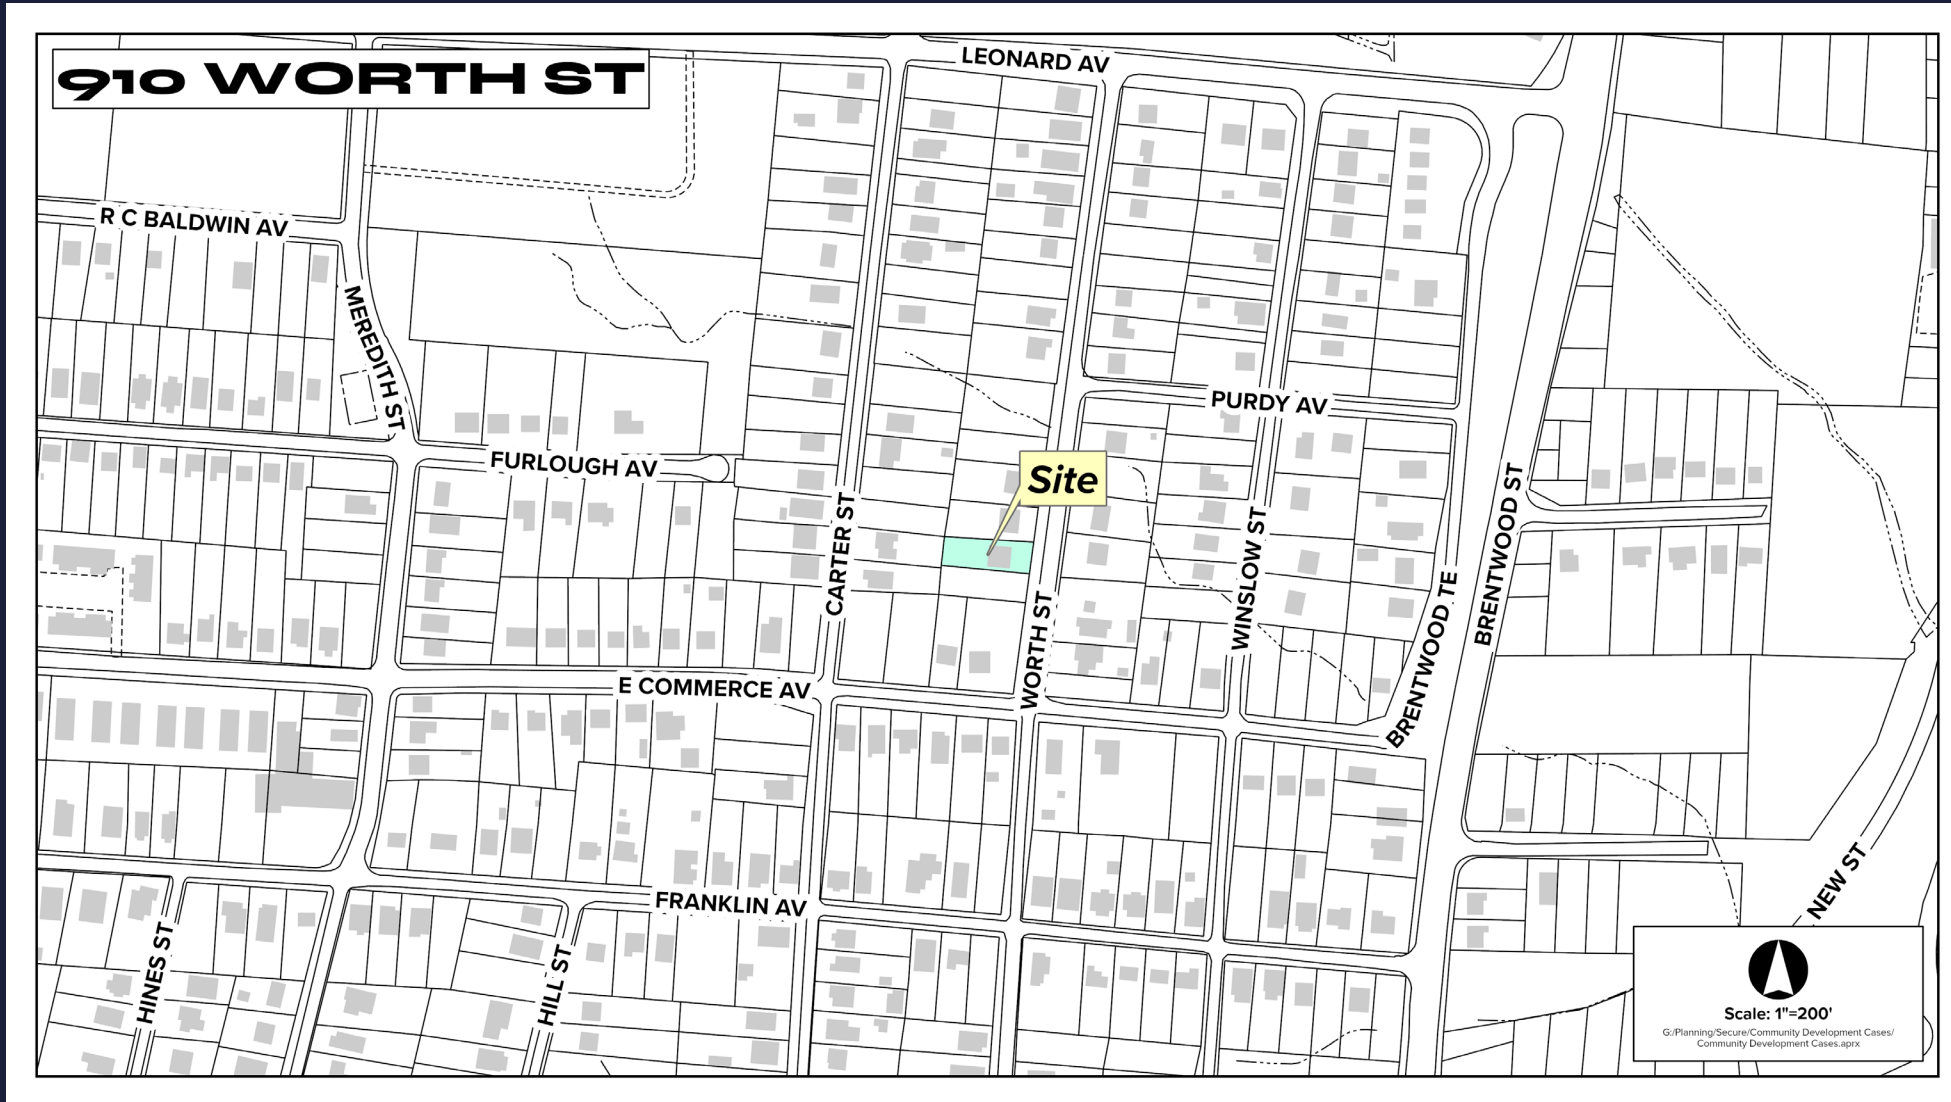 910 WORTH ST
LEONARD AV
R C BALDWIN AV
MEREDITH ST
PURDY AV
FURLOUGH AV
Site
CARTER ST
WINSLOW ST
BRENTWOOD ST
BRENTWOOD TE
WORTH ST
E COMMERCE AV
FRANKLIN AV
NEW ST
HINES ST
HILL ST
Scale: 1"=200'
G:/Planning/Secure/Community Development Cases/
Community Development Cases.aprx